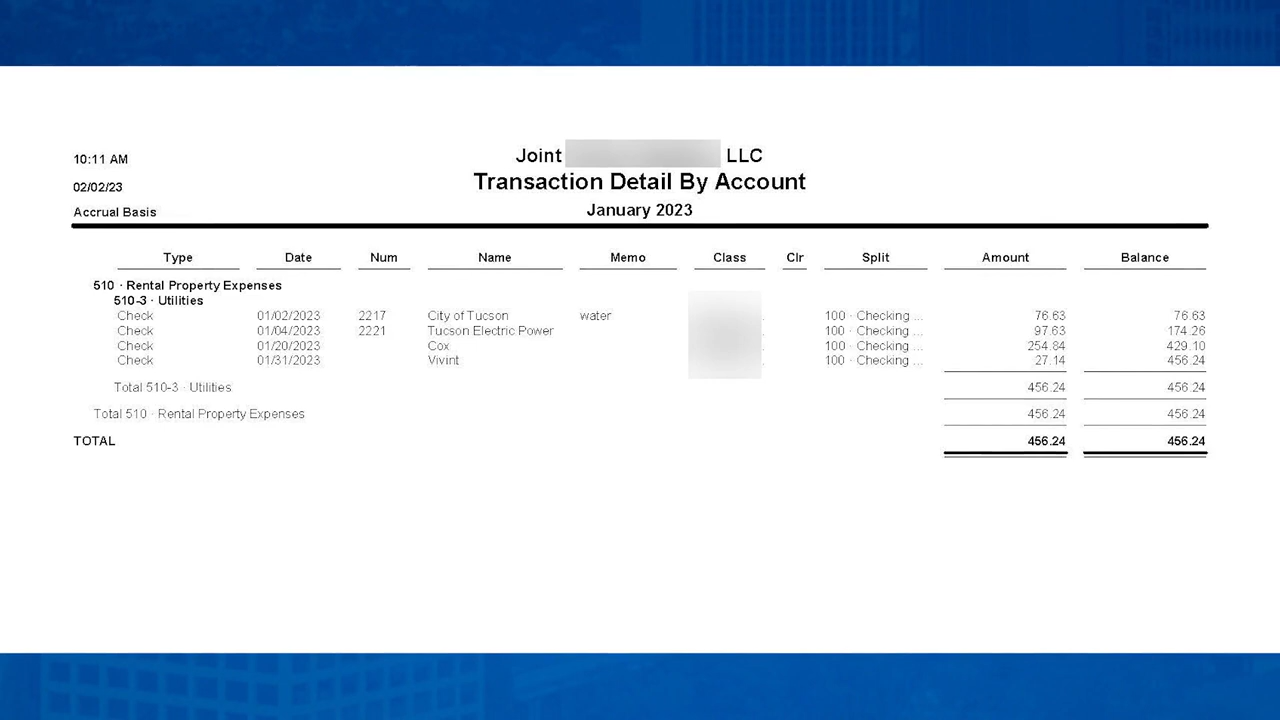 10:11 AM
02/02/23
Accrual Basis
Joint LLC
Transaction Detail By Account
January 2023
Type Date Num Name Memo Class Clr Split Amount Balance
510 · Rental Property Expenses
510-3 · Utilities
Check 01/02/2023 2217 City of Tucson water 100 · Checking ... 76.63 76.63
Check 01/04/2023 2221 Tucson Electric Power 100 · Checking ... 97.63 174.26
Check 01/20/2023 Cox 100 · Checking ... 254.84 429.10
Check 01/31/2023 Vivint 100 · Checking ... 27.14 456.24
Total 510-3 · Utilities 456.24 456.24
Total 510 · Rental Property Expenses 456.24 456.24
TOTAL 456.24 456.24